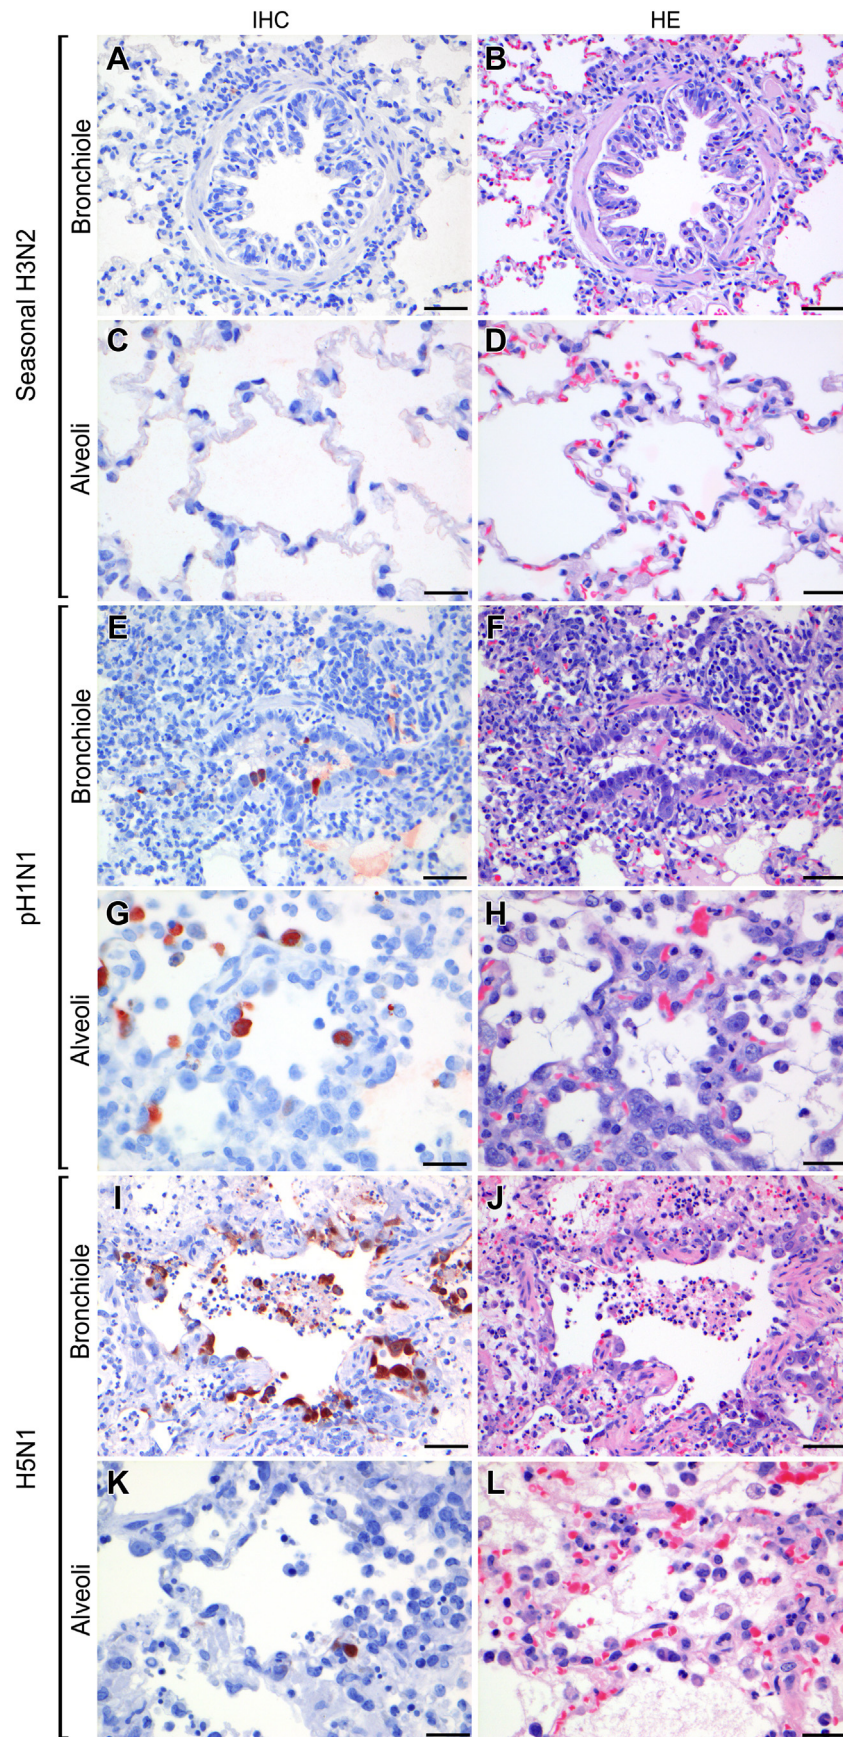 IHC HE
Seasonal H3N2
Bronchiole
A B
Alveoli
C D
pH1N1
Bronchiole
E F
Alveoli
G H
H5N1
Bronchiole
I J
Alveoli
K L